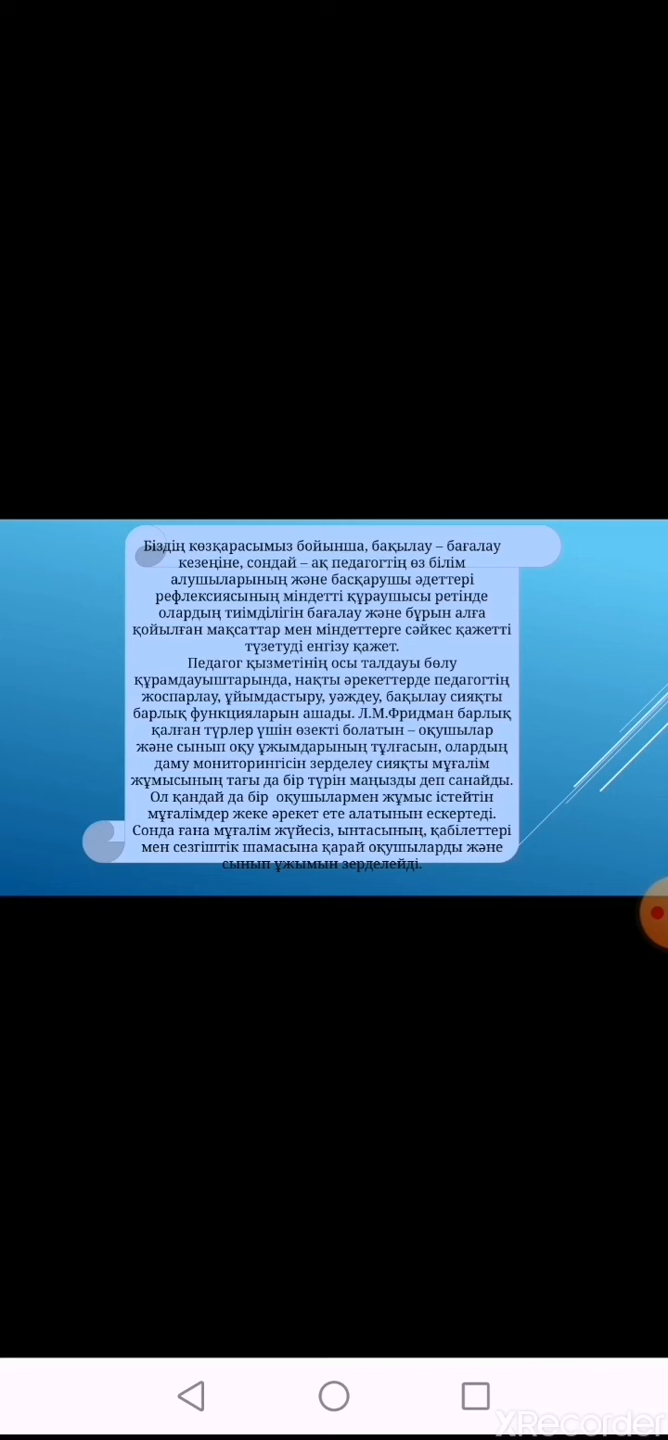 Біздің көзқарасымыз бойынша, бақылау – бағалау
кезеңіне, сондай – ақ педагогтің өз білім
алушыларының және басқарушы әдеттері
рефлексиясының міндетті құраушысы ретінде
олардың тиімділігін бағалау және бұрын алға
қойылған мақсаттар мен міндеттерге сәйкес қажетті
түзетуді енгізу қажет.
Педагог қызметінің осы талдауы бөлу
құрамдауыштарында, нақты әрекеттерде педагогтің
жоспарлау, ұйымдастыру, уәждеу, бақылау сияқты
барлық функцияларын ашады. Л.М.Фридман барлық
қалған түрлер үшін өзекті болатын – оқушылар
және сынып оқу ұжымдарының тұлғасын, олардың
даму мониторингісін зерделеу сияқты мұғалім
жұмысының тағы да бір түрін маңызды деп санайды.
Ол қандай да бір  оқушылармен жұмыс істейтін
мұғалімдер жеке әрекет ете алатынын ескертеді.
Сонда ғана мұғалім жүйесіз, ынтасының, қабілеттері
мен сезгіштік шамасына қарай оқушыларды және
сынып ұжымын зерделейді.
XRecorder